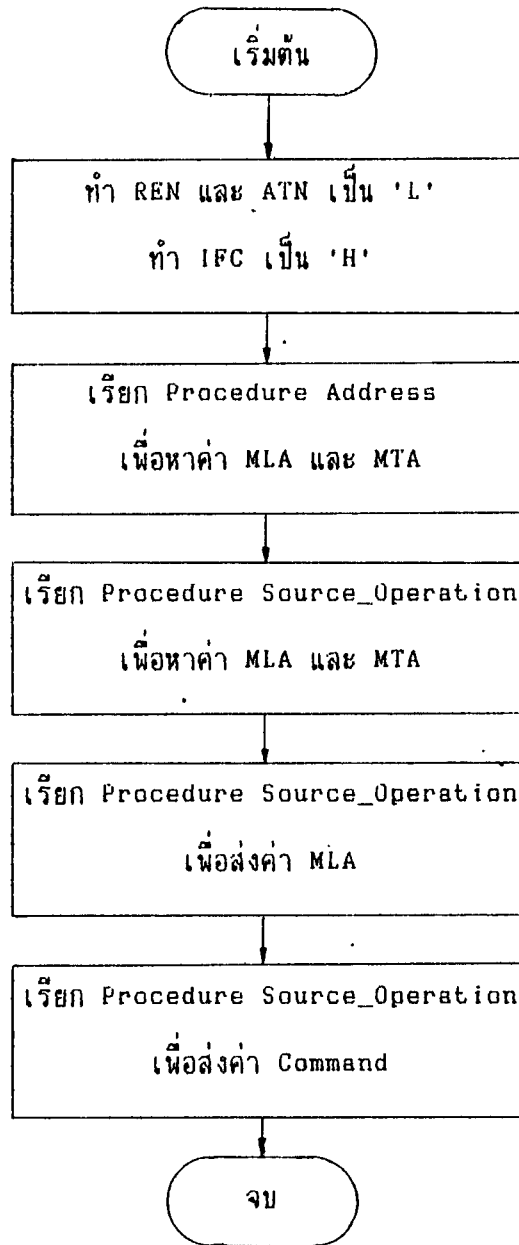 เริ่มต้น
ทำ REN และ ATN เป็น 'L'
ทำ IFC เป็น 'H'
เรียก Procedure Address
เพื่อหาค่า MLA และ MTA
เรียก Procedure Source_Operation
เพื่อหาค่า MLA และ MTA
เรียก Procedure Source_Operation
เพื่อส่งค่า MLA
เรียก Procedure Source_Operation
เพื่อส่งค่า Command
จบ